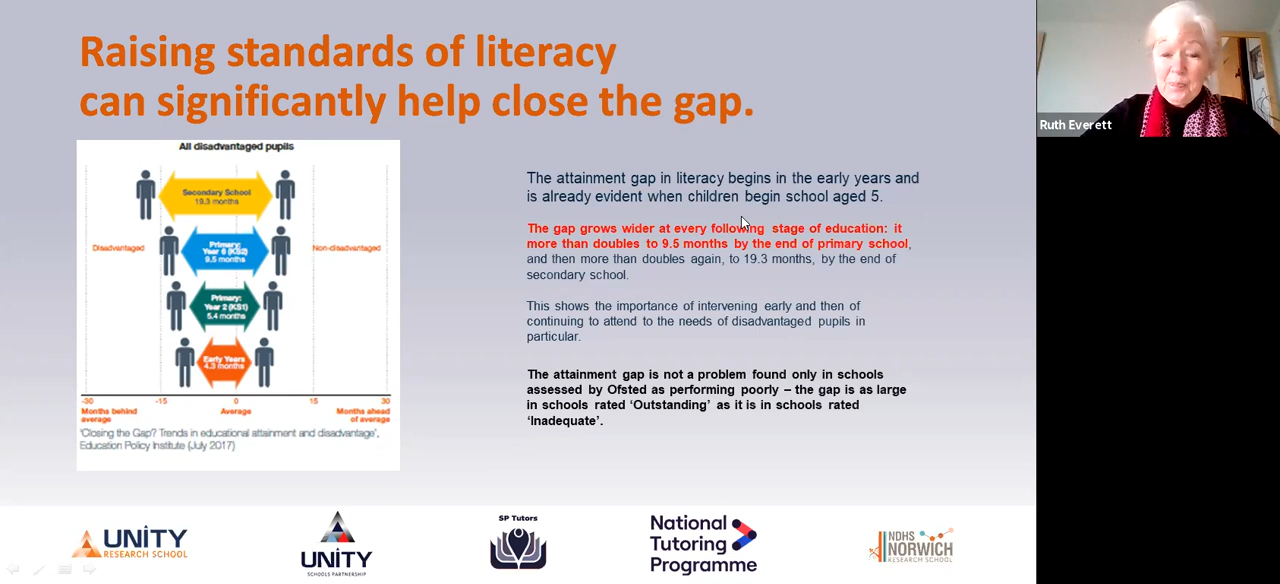 Raising standards of literacy
can significantly help close the gap.
Ruth Everett
All disadvantaged pupils
Secondary School
19.3 months
Disadvantaged
Non-disadvantaged
Primary:
Year 6 (KS2)
9.5 months
Primary:
Year 2 (KS1)
5.4 months
Early Years
4.3 months
-30
-15
0
15
30
Months behind
average
Average
Months ahead
of average
'Closing the Gap? Trends in educational attainment and disadvantage',
Education Policy Institute (July 2017)
The attainment gap in literacy begins in the early years and
is already evident when children begin school aged 5.
The gap grows wider at every following stage of education: it
more than doubles to 9.5 months by the end of primary school,
and then more than doubles again, to 19.3 months, by the end of
secondary school.
This shows the importance of intervening early and then of
continuing to attend to the needs of disadvantaged pupils in
particular.
The attainment gap is not a problem found only in schools
assessed by Ofsted as performing poorly – the gap is as large
in schools rated ‘Outstanding’ as it is in schools rated
‘Inadequate’.
UNITY
RESEARCH SCHOOL
UNITY
SCHOOLS PARTNERSHIP
SP Tutors
National
Tutoring
Programme
NDHS
NORWICH
RESEARCH SCHOOL